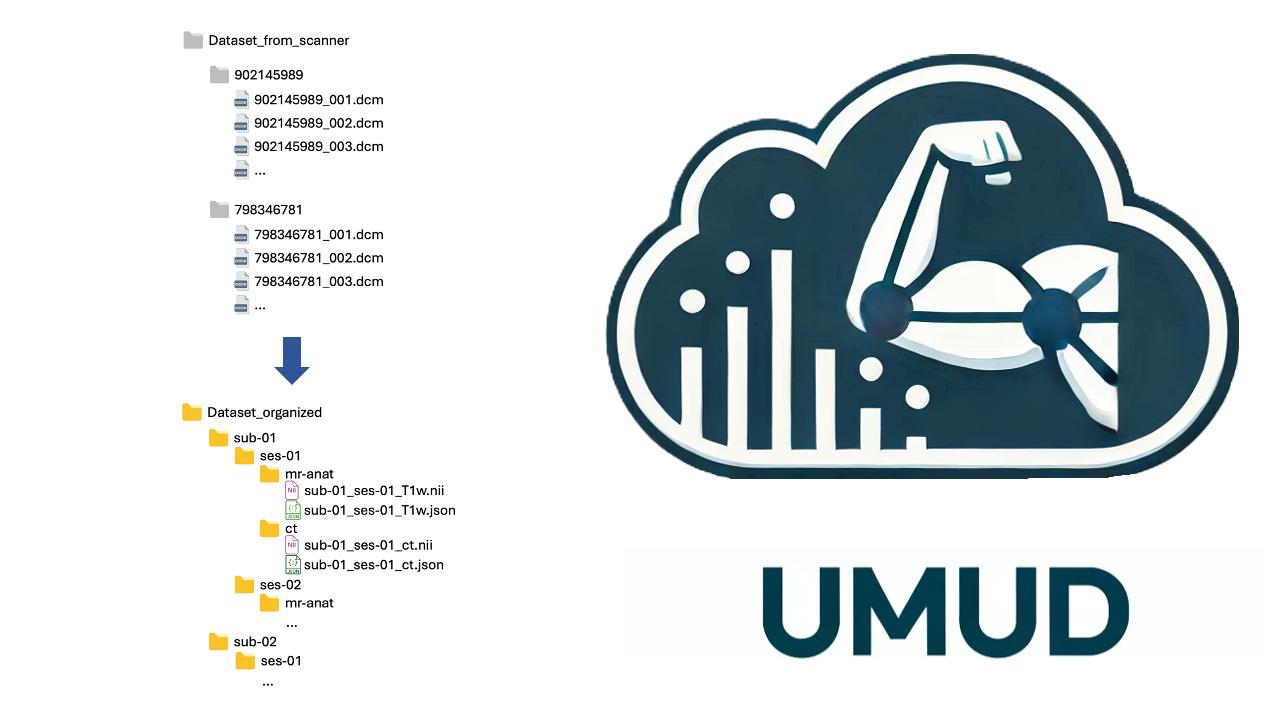 Dataset_from_scanner
902145989
902145989_001.dcm
902145989_002.dcm
902145989_003.dcm
...
798346781
798346781_001.dcm
798346781_002.dcm
798346781_003.dcm
...
Dataset_organized
sub-01
ses-01
mr-anat
sub-01_ses-01_T1w.nii
sub-01_ses-01_T1w.json
ct
sub-01_ses-01_ct.nii
sub-01_ses-01_ct.json
ses-02
mr-anat
...
sub-02
ses-01
...
UMUD